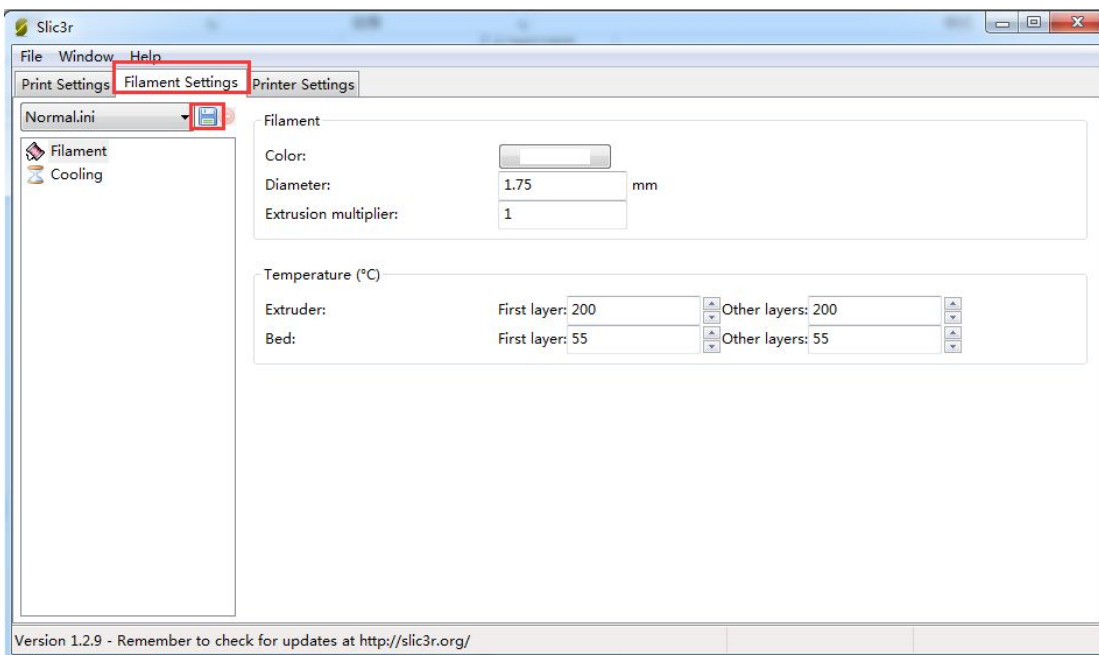 Slic3r
File Window Help
Print Settings Filament Settings Printer Settings
Normal.ini
Filament
Cooling
Filament
Color:
Diameter: 1.75 mm
Extrusion multiplier: 1
Temperature (°C)
Extruder: First layer: 200 Other layers: 200
Bed: First layer: 55 Other layers: 55
Version 1.2.9 - Remember to check for updates at http://slic3r.org/